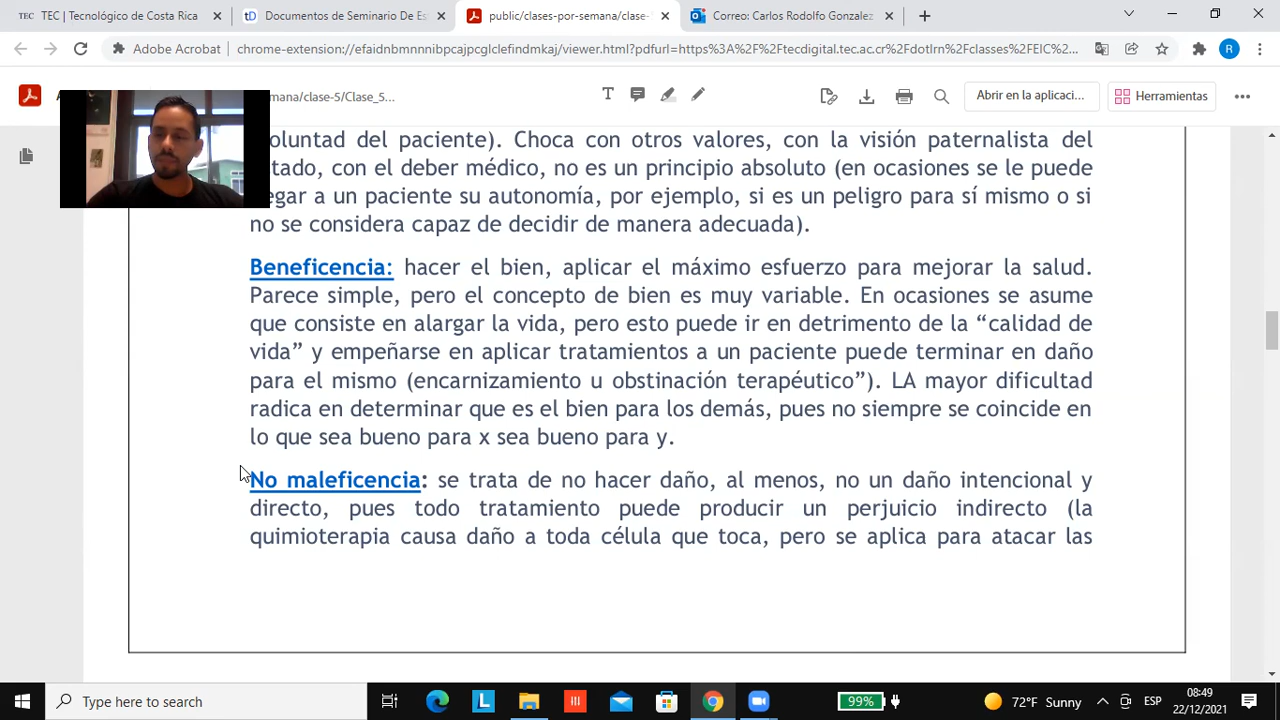 TEC | Tecnológico de Costa Rica
Documentos de Seminario De Es
public/clases-por-semana/clase-
Correo: Carlos Rodolfo Gonzalez
Adobe Acrobat
chrome-extension://efaidnbmnnnibpcajpcglclefindmkaj/viewer.html?pdfurl=https%3A%2F%2Ftecdigital.tec.ac.cr%2Fdotlrn%2Fclasses%2FEIC%2F...
R
mana/clase-5/Clase_5...
Abrir en la aplicaci...
Herramientas
oluntad del paciente). Choca con otros valores, con la visión paternalista del
tado, con el deber médico, no es un principio absoluto (en ocasiones se le puede
egar a un paciente su autonomía, por ejemplo, si es un peligro para sí mismo o si
no se considera capaz de decidir de manera adecuada).
Beneficencia: hacer el bien, aplicar el máximo esfuerzo para mejorar la salud.
Parece simple, pero el concepto de bien es muy variable. En ocasiones se asume
que consiste en alargar la vida, pero esto puede ir en detrimento de la “calidad de
vida” y empeñarse en aplicar tratamientos a un paciente puede terminar en daño
para el mismo (encarnizamiento u obstinación terapéutico”). LA mayor dificultad
radica en determinar que es el bien para los demás, pues no siempre se coincide en
lo que sea bueno para x sea bueno para y.
No maleficencia: se trata de no hacer daño, al menos, no un daño intencional y
directo, pues todo tratamiento puede producir un perjuicio indirecto (la
quimioterapia causa daño a toda célula que toca, pero se aplica para atacar las
Type here to search
99%
72°F Sunny
ESP
08:49
22/12/2021